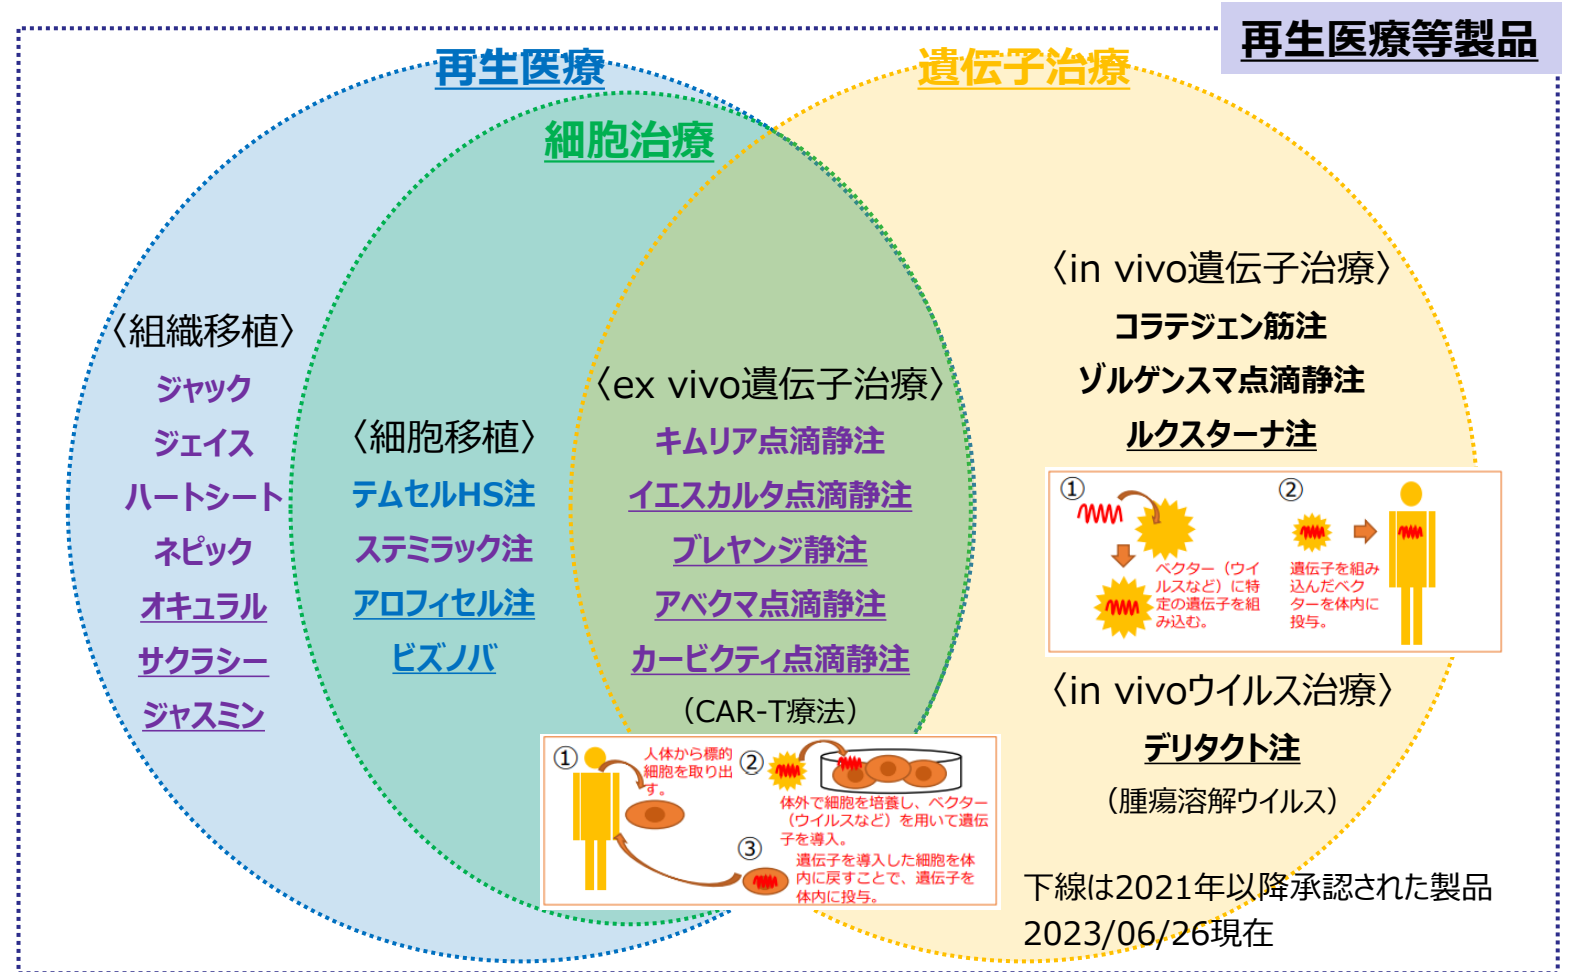 再生医療等製品
再生医療
遺伝子治療
細胞治療
〈組織移植〉
ジャック
ジェイス
ハートシート
ネピック
オキュラル
サクラシー
ジャスミン
〈細胞移植〉
テムセルHS注
ステミラック注
アロフィセル注
ビズノバ
〈ex vivo遺伝子治療〉
キムリア点滴静注
イエスカルタ点滴静注
ブレヤンジ静注
アベクマ点滴静注
カービクティ点滴静注
（CAR-T療法）
①
人体から標的
細胞を取り出
す。
②
体外で細胞を培養し、ベクター
（ウイルスなど）を用いて遺伝
子を導入。
③
遺伝子を導入した細胞を体
内に戻すことで、遺伝子を
体内に投与。
〈in vivo遺伝子治療〉
コラテジェン筋注
ゾルゲンスマ点滴静注
ルクスターナ注
①
ベクター（ウイ
ルスなど）に特
定の遺伝子を組
み込む。
②
遺伝子を組み
込んだベク
ターを体内に
投与。
〈in vivoウイルス治療〉
デリタクト注
（腫瘍溶解ウイルス）
下線は2021年以降承認された製品
2023/06/26現在